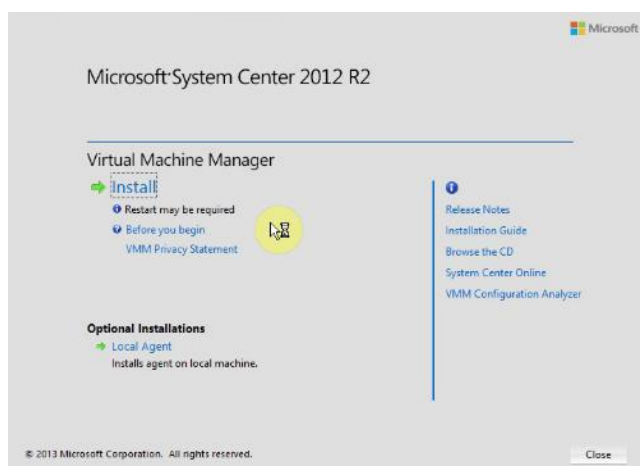 Microsoft
Microsoft System Center 2012 R2
Virtual Machine Manager
Install
Restart may be required
Before you begin
VMM Privacy Statement
Release Notes
Installation Guide
Browse the CD
System Center Online
VMM Configuration Analyzer
Optional Installations
Local Agent
Installs agent on local machine.
© 2013 Microsoft Corporation. All rights reserved.
Close